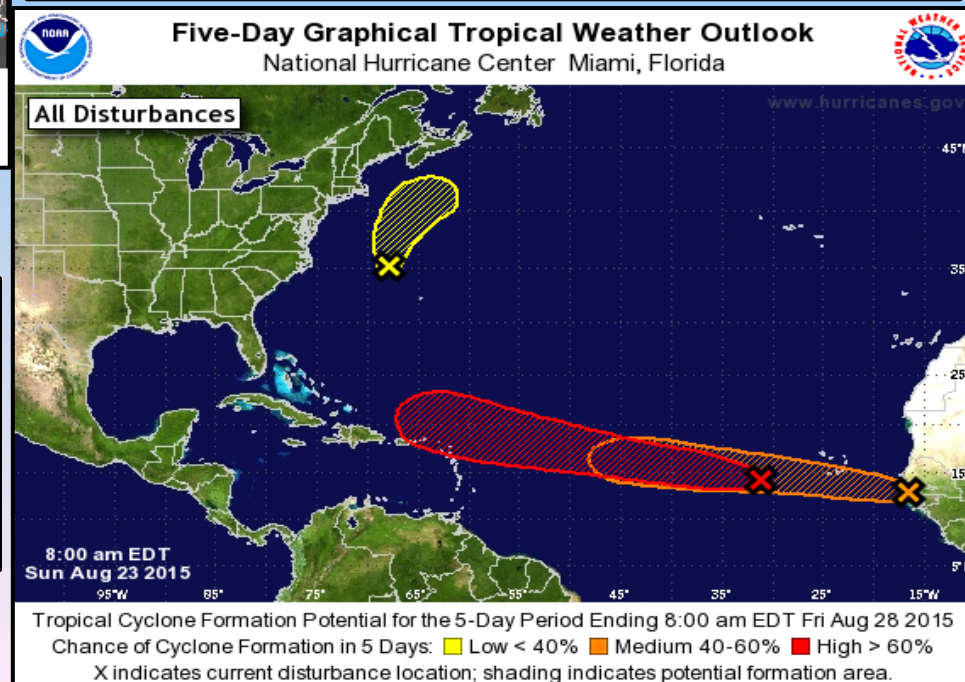 NOAA
Five-Day Graphical Tropical Weather Outlook
National Hurricane Center Miami, Florida
All Disturbances
www.hurricanes.gov
45°N
35
25
15
8:00 am EDT
Sun Aug 23 2015
5°
95°W 85° 75° 65° 55° 45° 35° 25° 15°W
Tropical Cyclone Formation Potential for the 5-Day Period Ending 8:00 am EDT Fri Aug 28 2015
Chance of Cyclone Formation in 5 Days: Low < 40% Medium 40-60% High > 60%
X indicates current disturbance location; shading indicates potential formation area.